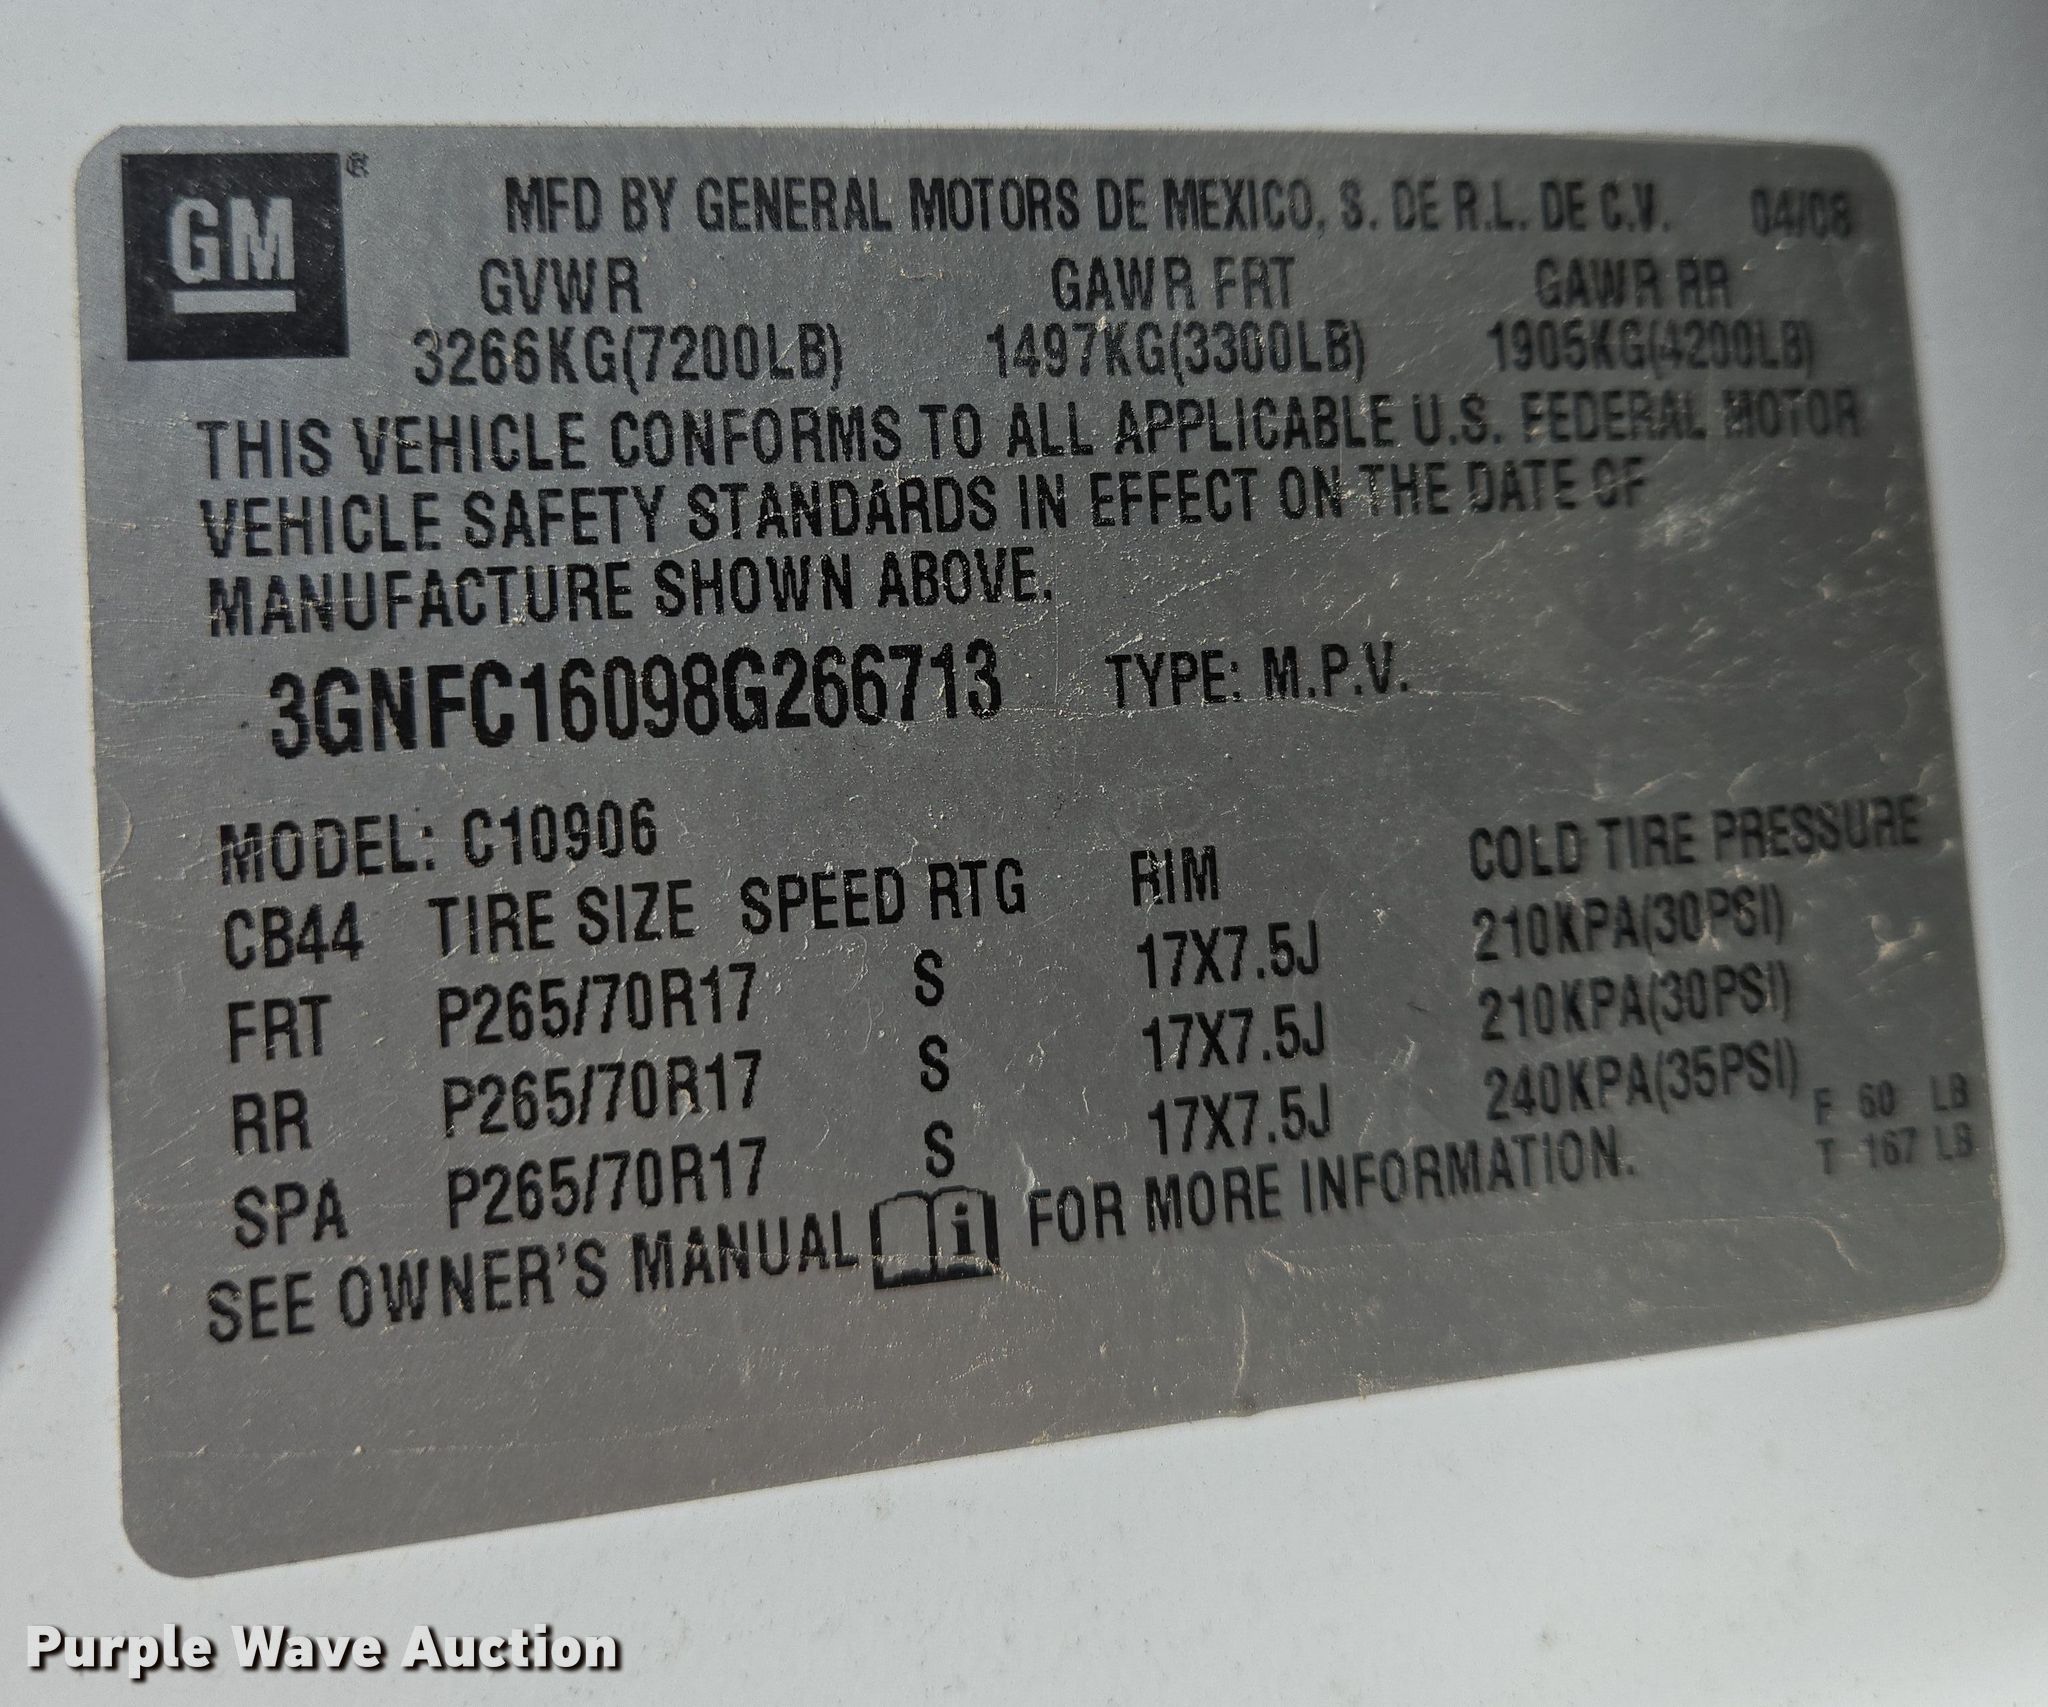 GM ®
MFD BY GENERAL MOTORS DE MEXICO, S. DE R.L. DE C.V. 04/08
GVWR GAWR FRT GAWR RR
3266KG(7200LB) 1497KG(3300LB) 1905KG(4200LB)
THIS VEHICLE CONFORMS TO ALL APPLICABLE U.S. FEDERAL MOTOR
VEHICLE SAFETY STANDARDS IN EFFECT ON THE DATE OF
MANUFACTURE SHOWN ABOVE.
3GNFC16098G266713 TYPE: M.P.V.
MODEL: C10906
CB44 TIRE SIZE SPEED RTG RIM COLD TIRE PRESSURE
FRT P265/70R17 S 17X7.5J 210KPA(30PSI)
RR P265/70R17 S 17X7.5J 210KPA(30PSI)
SPA P265/70R17 S 17X7.5J 240KPA(35PSI)
F 60 LB
T 167 LB
SEE OWNER'S MANUAL i FOR MORE INFORMATION.
Purple Wave Auction